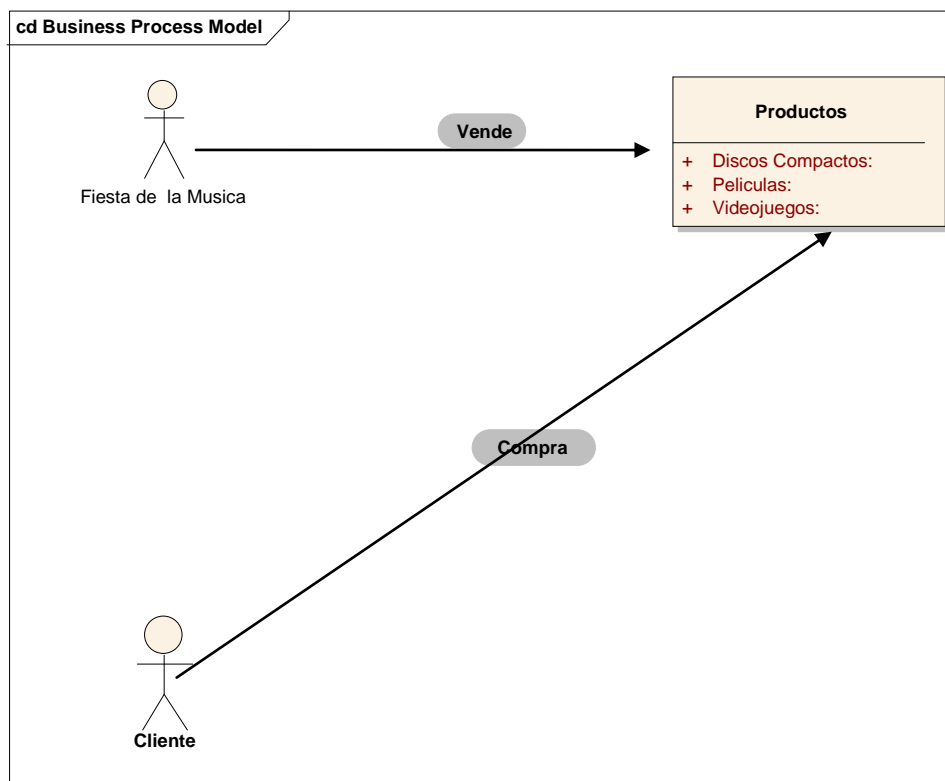 cd Business Process Model
Vende
Productos
+ Discos Compactos:
+ Peliculas:
+ Videojuegos:
Fiesta de la Musica
Compra
Cliente